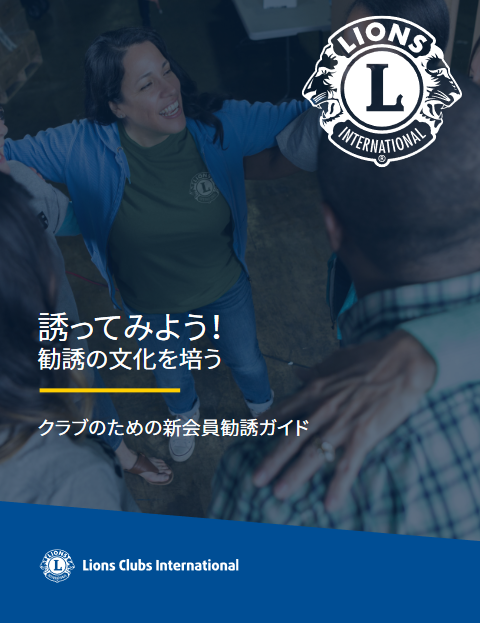 LIONS
L
INTERNATIONAL
®
誘ってみよう！
勧誘の文化を培う
クラブのための新会員勧誘ガイド
LIONS
L
Lions Clubs International